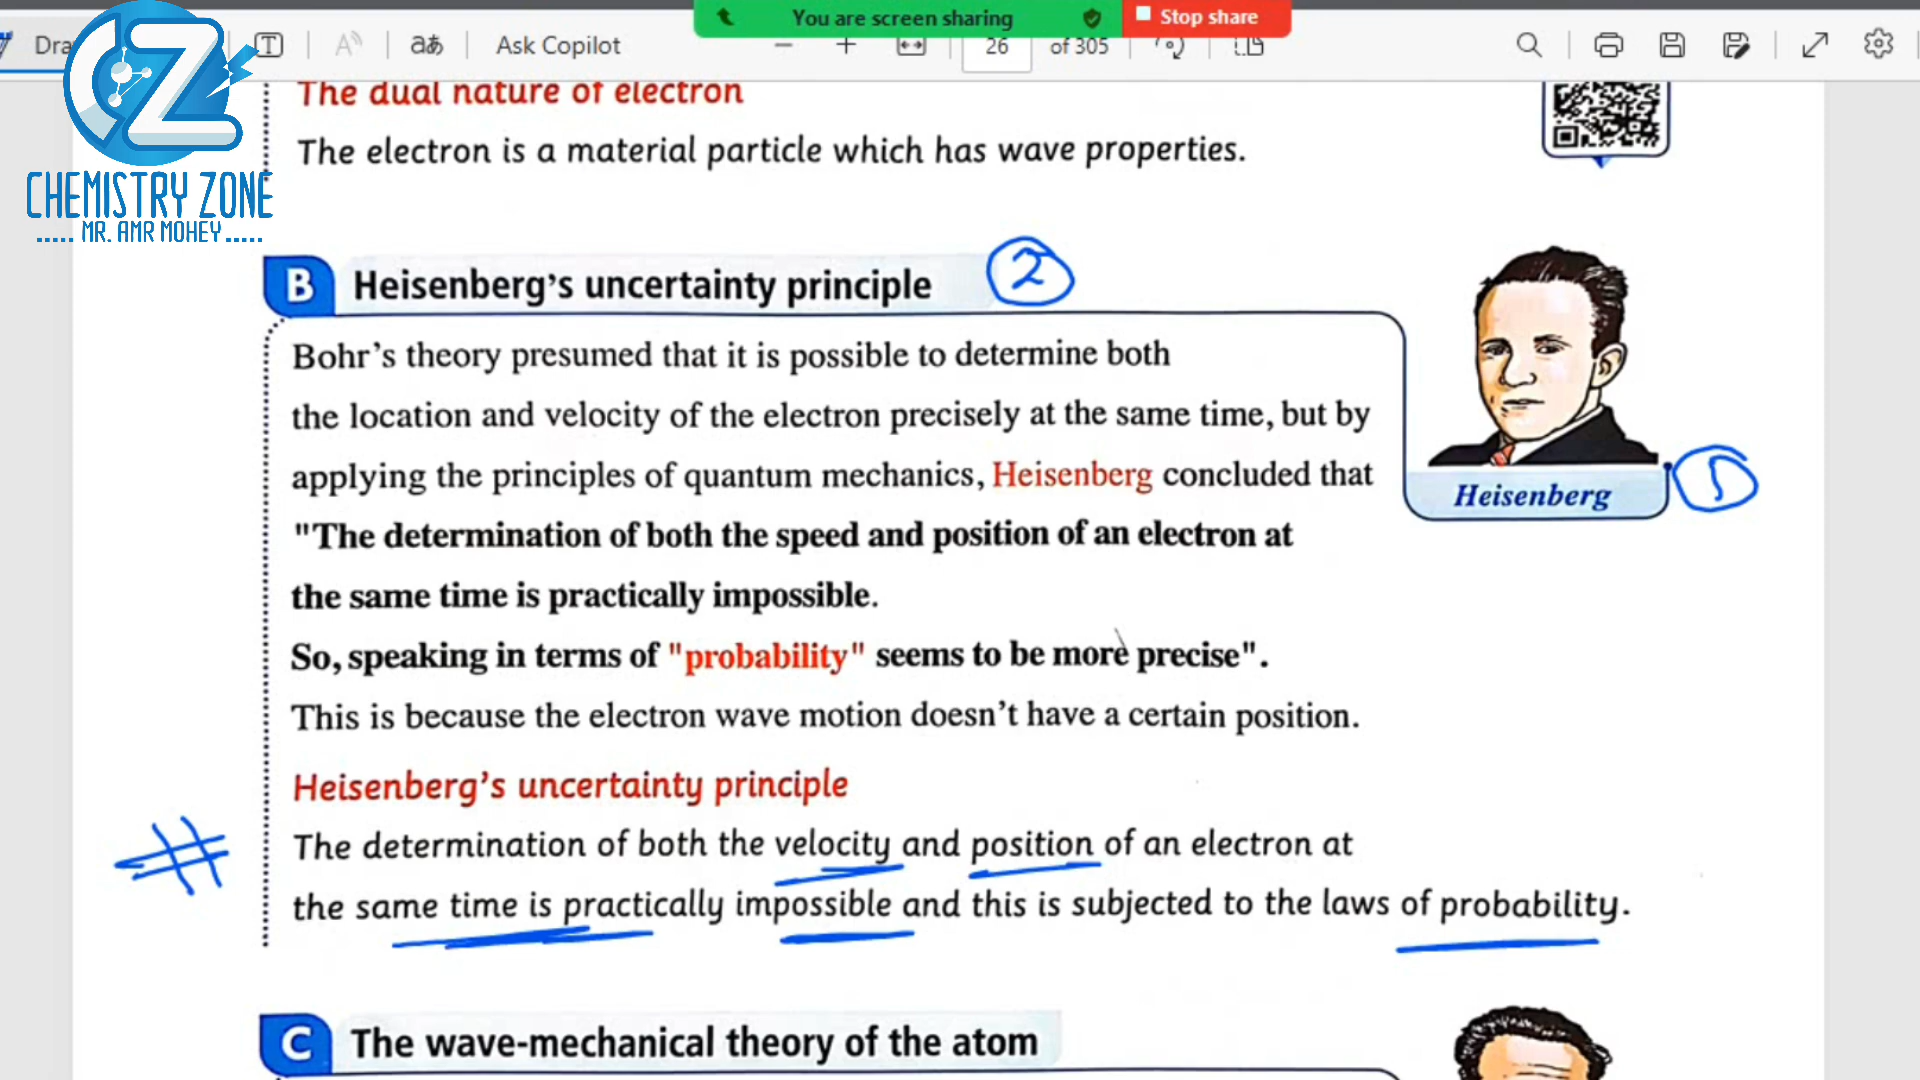 You are screen sharing
Stop share
Dra
T
A
aあ
Ask Copilot
26
of 305
The dual nature of electron
The electron is a material particle which has wave properties.
CZ
CHEMISTRY ZONE
..... MR. AMR MOHEY .....
B Heisenberg's uncertainty principle
2
Bohr's theory presumed that it is possible to determine both
the location and velocity of the electron precisely at the same time, but by
applying the principles of quantum mechanics, Heisenberg concluded that
"The determination of both the speed and position of an electron at
the same time is practically impossible.
So, speaking in terms of "probability" seems to be more precise".
This is because the electron wave motion doesn't have a certain position.
Heisenberg
Heisenberg's uncertainty principle
The determination of both the velocity and position of an electron at
the same time is practically impossible and this is subjected to the laws of probability.
C The wave-mechanical theory of the atom